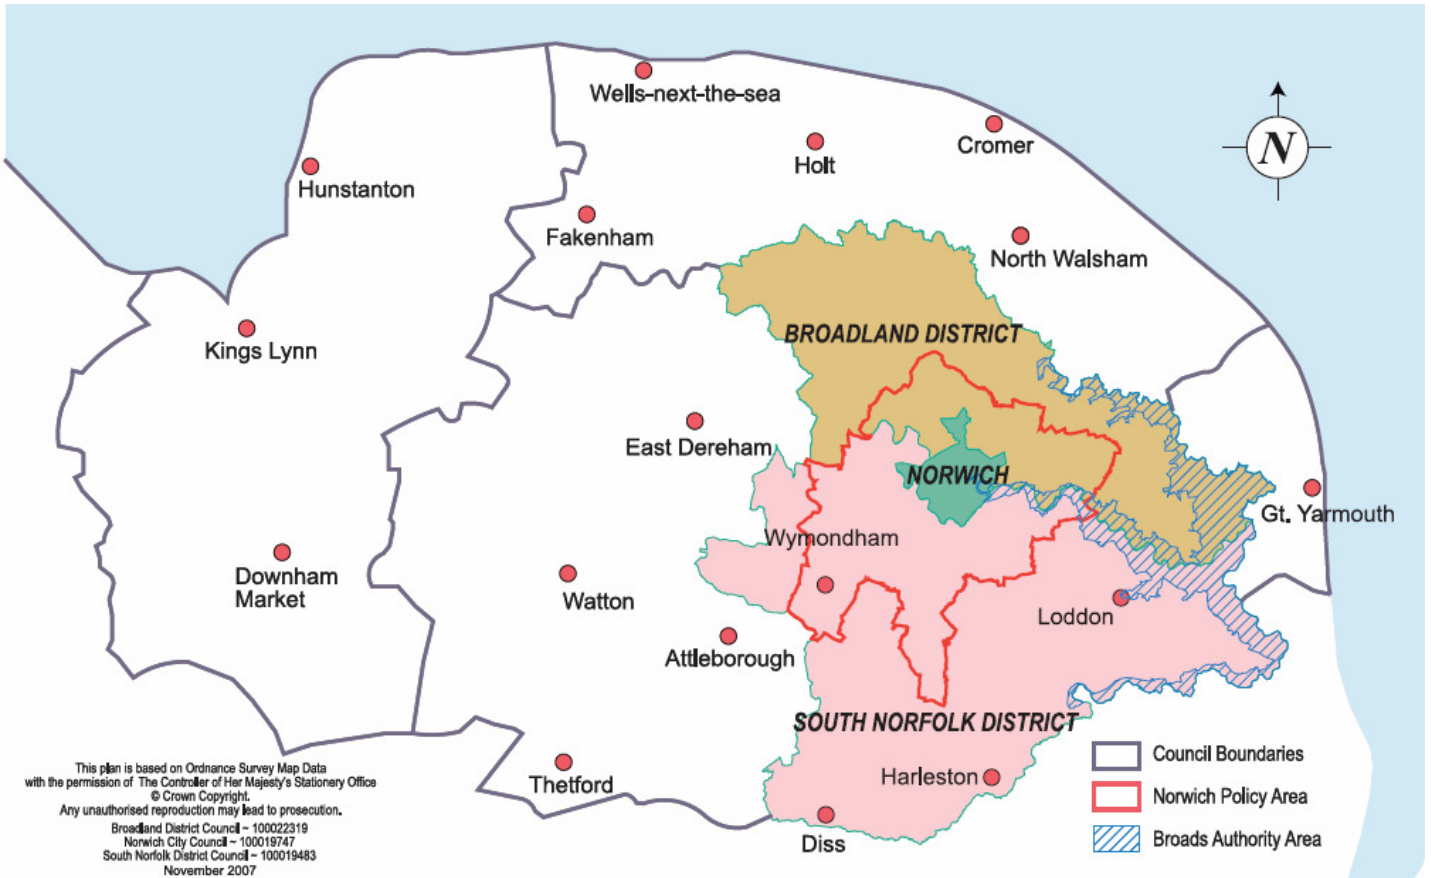 Wells-next-the-sea
Cromer
Holt
N
Hunstanton
Fakenham
North Walsham
BROADLAND DISTRICT
Kings Lynn
East Dereham
NORWICH
Gt. Yarmouth
Wymondham
Downham
Market
Watton
Loddon
Attleborough
SOUTH NORFOLK DISTRICT
Thetford
Harleston
Diss
Council Boundaries
Norwich Policy Area
Broads Authority Area
This plan is based on Ordnance Survey Map Data
with the permission of The Controller of Her Majesty's Stationery Office
© Crown Copyright.
Any unauthorised reproduction may lead to prosecution.
Broadland District Council ~ 100022319
Norwich City Council ~ 100019747
South Norfolk District Council ~ 100019483
November 2007